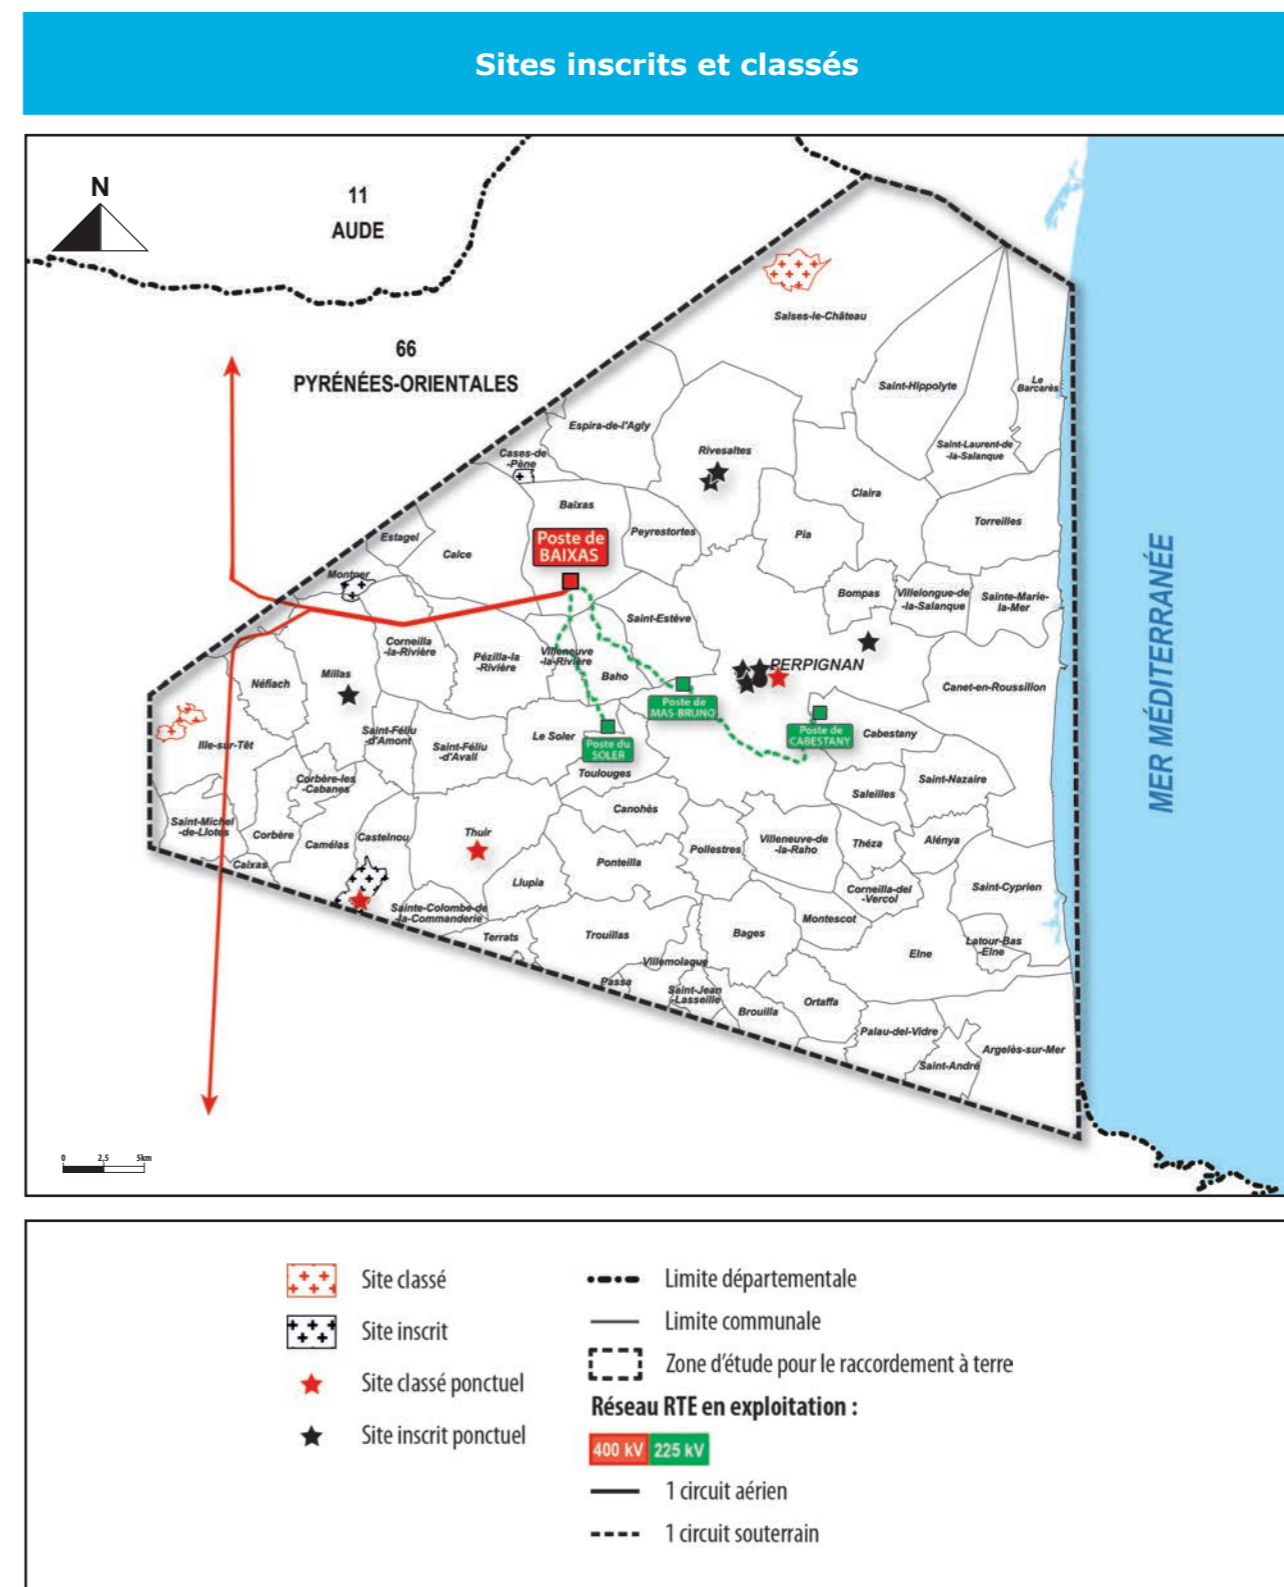 Sites inscrits et classés
N
11
AUDE
66
PYRÉNÉES-ORIENTALES
Salses-le-Château
Saint-Hippolyte
Le
Barcarès
Espira-de-l'Agly
Saint-Laurent-de
-la-Salanque
Cases-de
-Pène
Rivesaltes
Claira
Baixas
Torreilles
Estagel
Calce
Peyrestortes
Pia
Poste de
BAIXAS
Montner
Bompas
Villelongue-de
-la-Salanque
Sainte-Marie-
la-Mer
Saint-Estève
Corneilla
-la-Rivière
Pézilla-la
-Rivière
Villeneuve
-la-Rivière
Baho
PERPIGNAN
Canet-en-Roussillon
Néfiach
Millas
Poste de
MAS-BRUNO
Ille-sur-Têt
Saint-Féliu
-d'Amont
Saint-Féliu
-d'Avall
Le Soler
Poste du
SOLER
Poste de
CABESTANY
Cabestany
Toulouges
Corbère-les
-Cabanes
Saint-Nazaire
Saleilles
Canohès
Saint-Michel
-de-Llotes
Corbère
Camélas
Castelnou
Thuir
Ponteilla
Pollestres
Villeneuve-de
-la-Raho
Théza
Alénya
Caixas
Llupia
Corneilla-del
-Vercol
Saint-Cyprien
Sainte-Colombe-de
-la-Commanderie
Terrats
Trouillas
Bages
Montescot
Elne
Latour-Bas
-Elne
Villemolaque
Passa
Saint-Jean
-Lasseille
Brouilla
Ortaffa
Palau-del-Vidre
Saint-André
Argelès-sur-Mer
MER MÉDITERRANÉE
0 2,5 5km
Site classé
Site inscrit
Site classé ponctuel
Site inscrit ponctuel
Limite départementale
Limite communale
Zone d'étude pour le raccordement à terre
Réseau RTE en exploitation :
400 kV 225 kV
1 circuit aérien
1 circuit souterrain